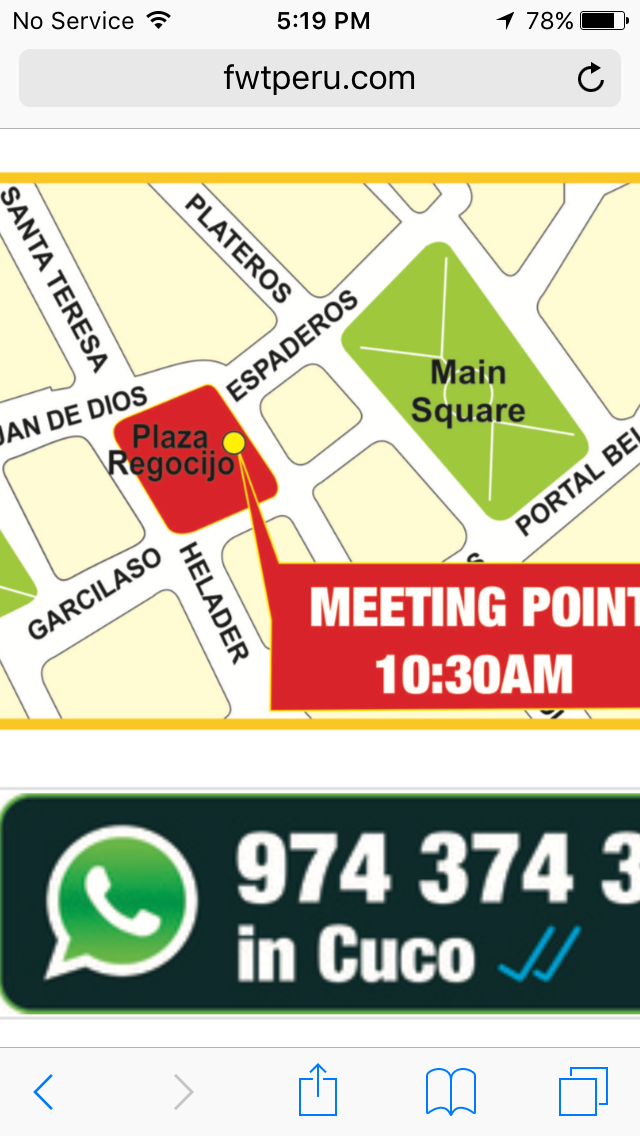 No Service 5:19 PM 78%
fwtperu.com
SANTA TERESA
PLATEROS
ESPADEROS
JAN DE DIOS
Main
Square
Plaza
Regocijo
PORTAL BEL
GARCILASO
HELADER
MEETING POINT
10:30AM
974 374 3
in Cuco